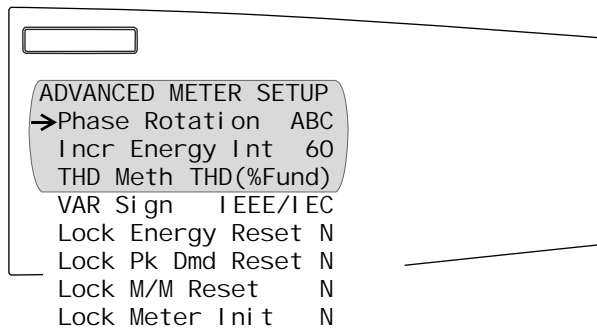 ADVANCED METER SETUP
→Phase Rotation ABC
Incr Energy Int 60
THD Meth THD(%Fund)
VAR Sign IEEE/IEC
Lock Energy Reset N
Lock Pk Dmd Reset N
Lock M/M Reset N
Lock Meter Init N